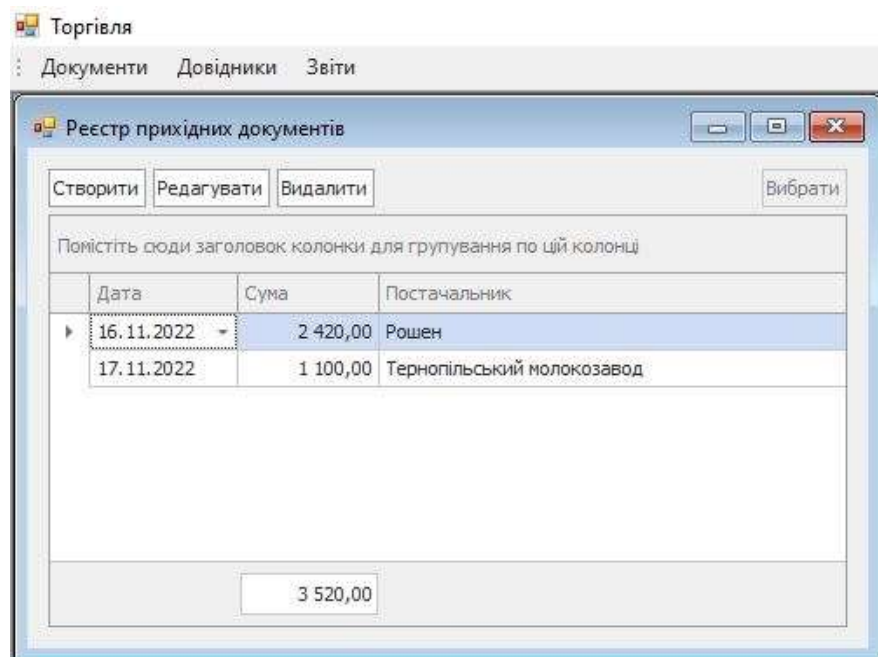 Торгівля
Документи Довідники Звіти
Реєстр прихідних документів
Створити Редагувати Видалити Вибрати
Помістіть сюди заголовок колонки для групування по цій колонці
Дата Сума Постачальник
16.11.2022 2 420,00 Рошен
17.11.2022 1 100,00 Тернопільський молокозавод
3 520,00